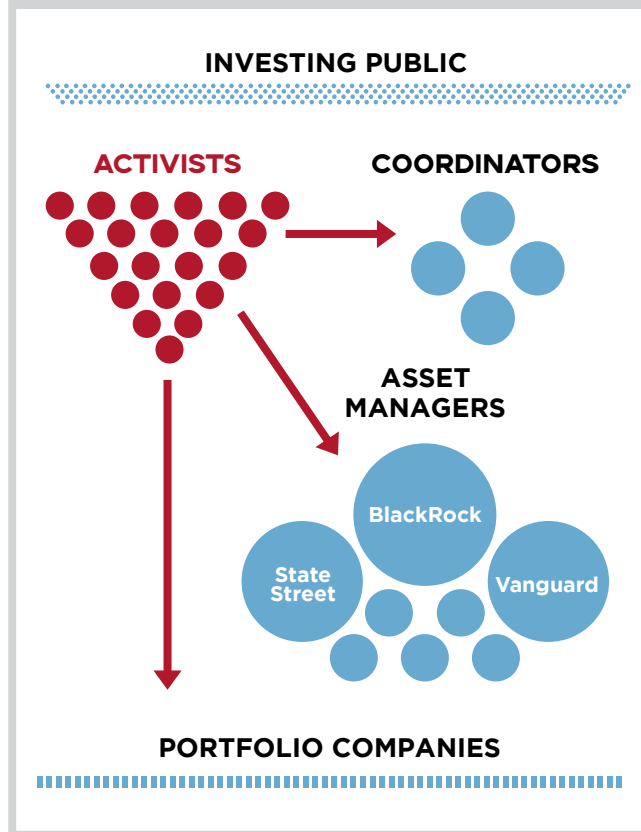 INVESTING PUBLIC
ACTIVISTS
COORDINATORS
ASSET
MANAGERS
BlackRock
State
Street
Vanguard
PORTFOLIO COMPANIES